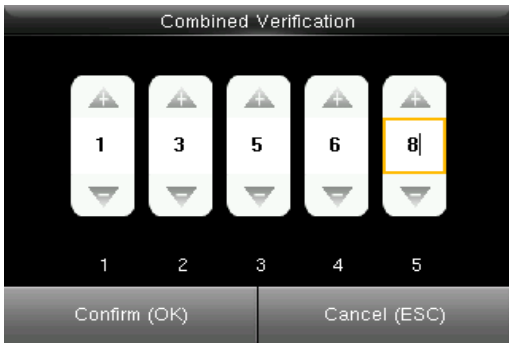 Combined Verification
1 3 5 6 8
1 2 3 4 5
Confirm (OK) Cancel (ESC)